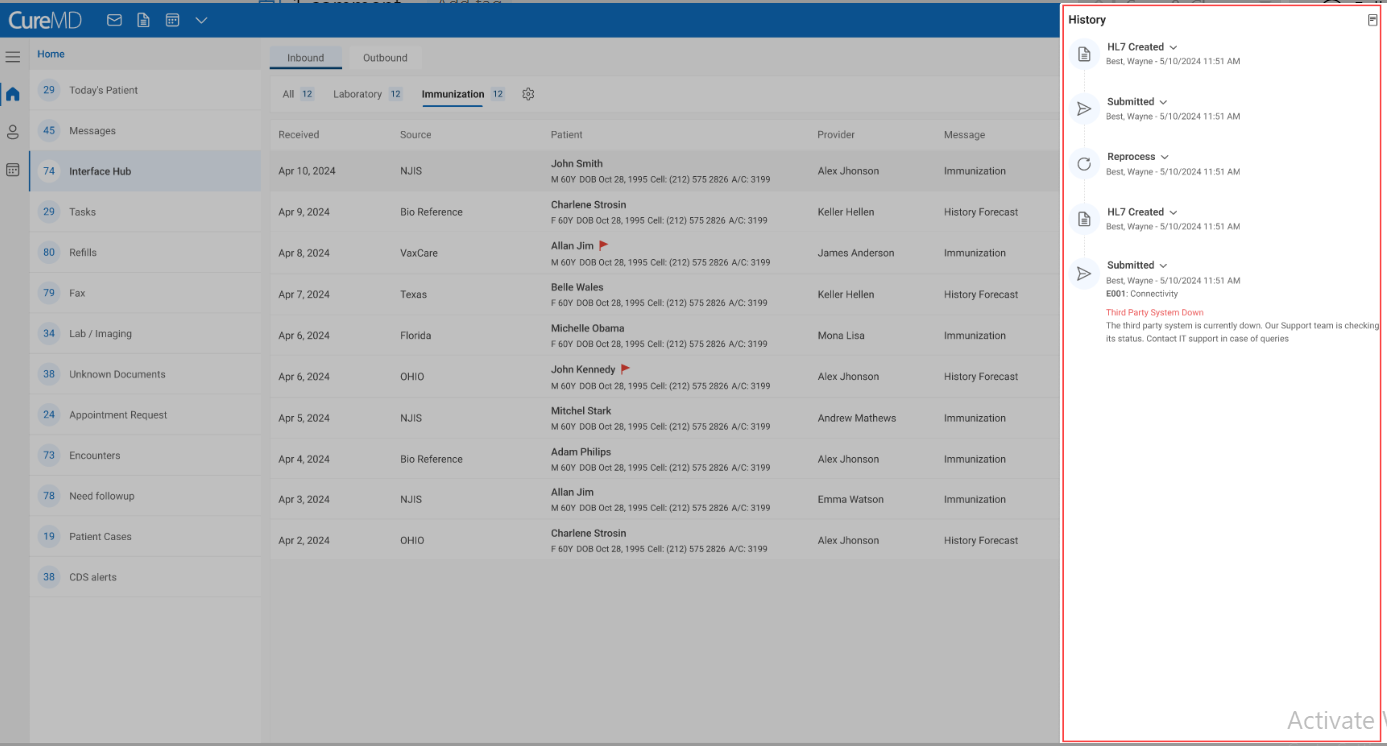 1 comment Add tag
CureMD
Home
29 Today's Patient
45 Messages
74 Interface Hub
29 Tasks
80 Refills
79 Fax
34 Lab / Imaging
38 Unknown Documents
24 Appointment Request
73 Encounters
78 Need followup
19 Patient Cases
38 CDS alerts
Inbound Outbound
All 12 Laboratory 12 Immunization 12
Received Source Patient Provider Message
Apr 10, 2024 NJIS John Smith Alex Jhonson Immunization
M 60Y DOB Oct 28, 1995 Cell: (212) 575 2826 A/C: 3199
Apr 9, 2024 Bio Reference Charlene Strosin Keller Hellen History Forecast
F 60Y DOB Oct 28, 1995 Cell: (212) 575 2826 A/C: 3199
Apr 8, 2024 VaxCare Allan Jim James Anderson Immunization
M 60Y DOB Oct 28, 1995 Cell: (212) 575 2826 A/C: 3199
Apr 7, 2024 Texas Belle Wales Keller Hellen History Forecast
F 60Y DOB Oct 28, 1995 Cell: (212) 575 2826 A/C: 3199
Apr 6, 2024 Florida Michelle Obama Mona Lisa Immunization
F 60Y DOB Oct 28, 1995 Cell: (212) 575 2826 A/C: 3199
Apr 6, 2024 OHIO John Kennedy Alex Jhonson History Forecast
M 60Y DOB Oct 28, 1995 Cell: (212) 575 2826 A/C: 3199
Apr 5, 2024 NJIS Mitchel Stark Andrew Mathews Immunization
M 60Y DOB Oct 28, 1995 Cell: (212) 575 2826 A/C: 3199
Apr 4, 2024 Bio Reference Adam Philips Alex Jhonson Immunization
M 60Y DOB Oct 28, 1995 Cell: (212) 575 2826 A/C: 3199
Apr 3, 2024 NJIS Allan Jim Emma Watson Immunization
M 60Y DOB Oct 28, 1995 Cell: (212) 575 2826 A/C: 3199
Apr 2, 2024 OHIO Charlene Strosin Alex Jhonson History Forecast
F 60Y DOB Oct 28, 1995 Cell: (212) 575 2826 A/C: 3199
History
HL7 Created
Best, Wayne - 5/10/2024 11:51 AM
Submitted
Best, Wayne - 5/10/2024 11:51 AM
Reprocess
Best, Wayne - 5/10/2024 11:51 AM
HL7 Created
Best, Wayne - 5/10/2024 11:51 AM
Submitted
Best, Wayne - 5/10/2024 11:51 AM
E001: Connectivity
Third Party System Down
The third party system is currently down. Our Support team is checking
its status. Contact IT support in case of queries
Activate